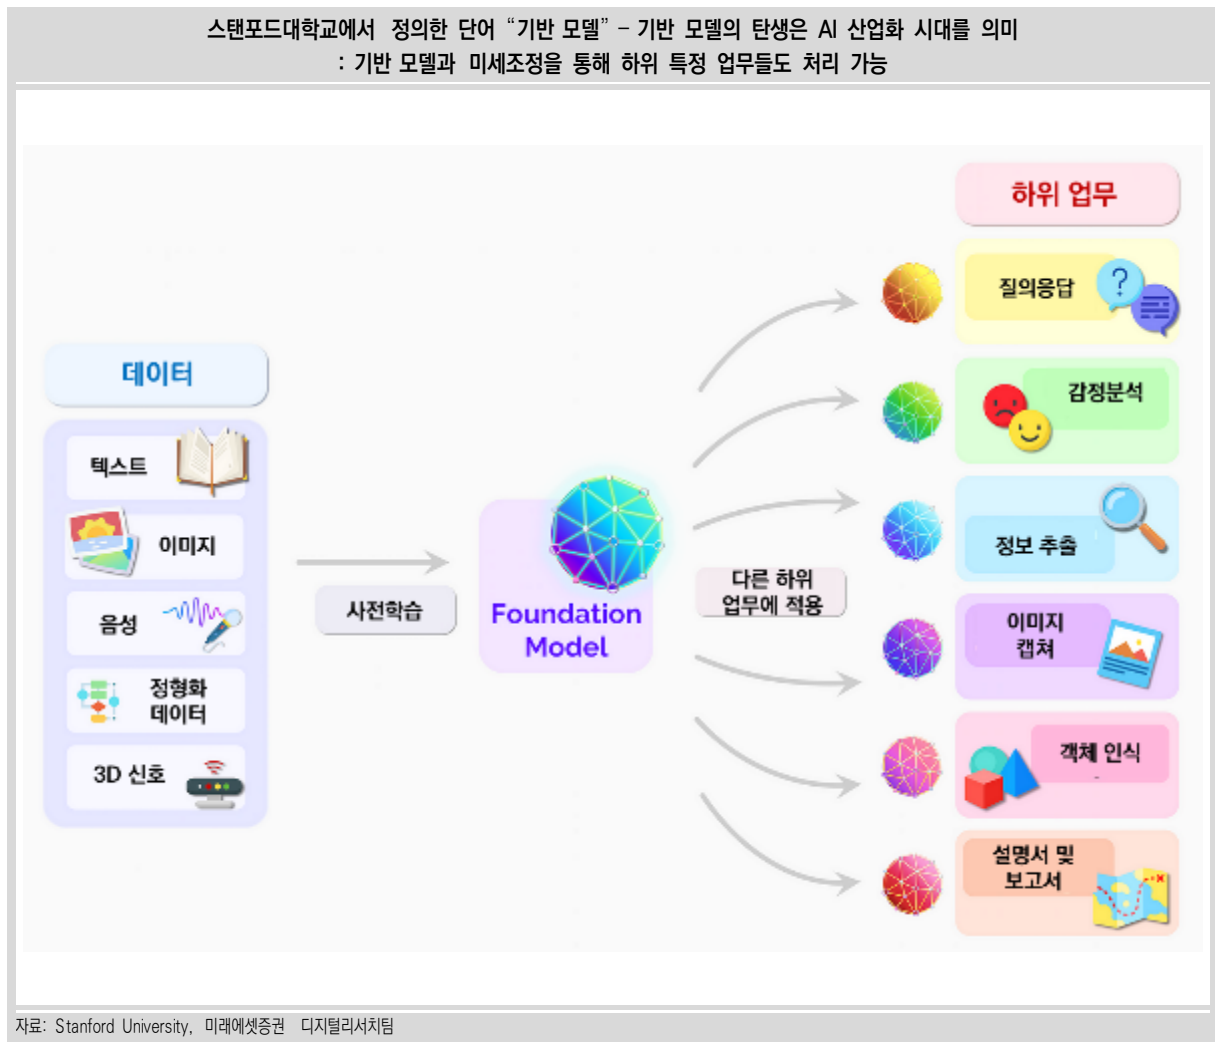 스탠포드대학교에서 정의한 단어 “기반 모델” – 기반 모델의 탄생은 AI 산업화 시대를 의미
: 기반 모델과 미세조정을 통해 하위 특정 업무들도 처리 가능
데이터
텍스트
이미지
음성
정형화
데이터
3D 신호
사전학습
Foundation
Model
다른 하위
업무에 적용
하위 업무
질의응답
?
감정분석
정보 추출
이미지
캡쳐
객체 인식
설명서 및
보고서
자료: Stanford University, 미래에셋증권 디지털리서치팀